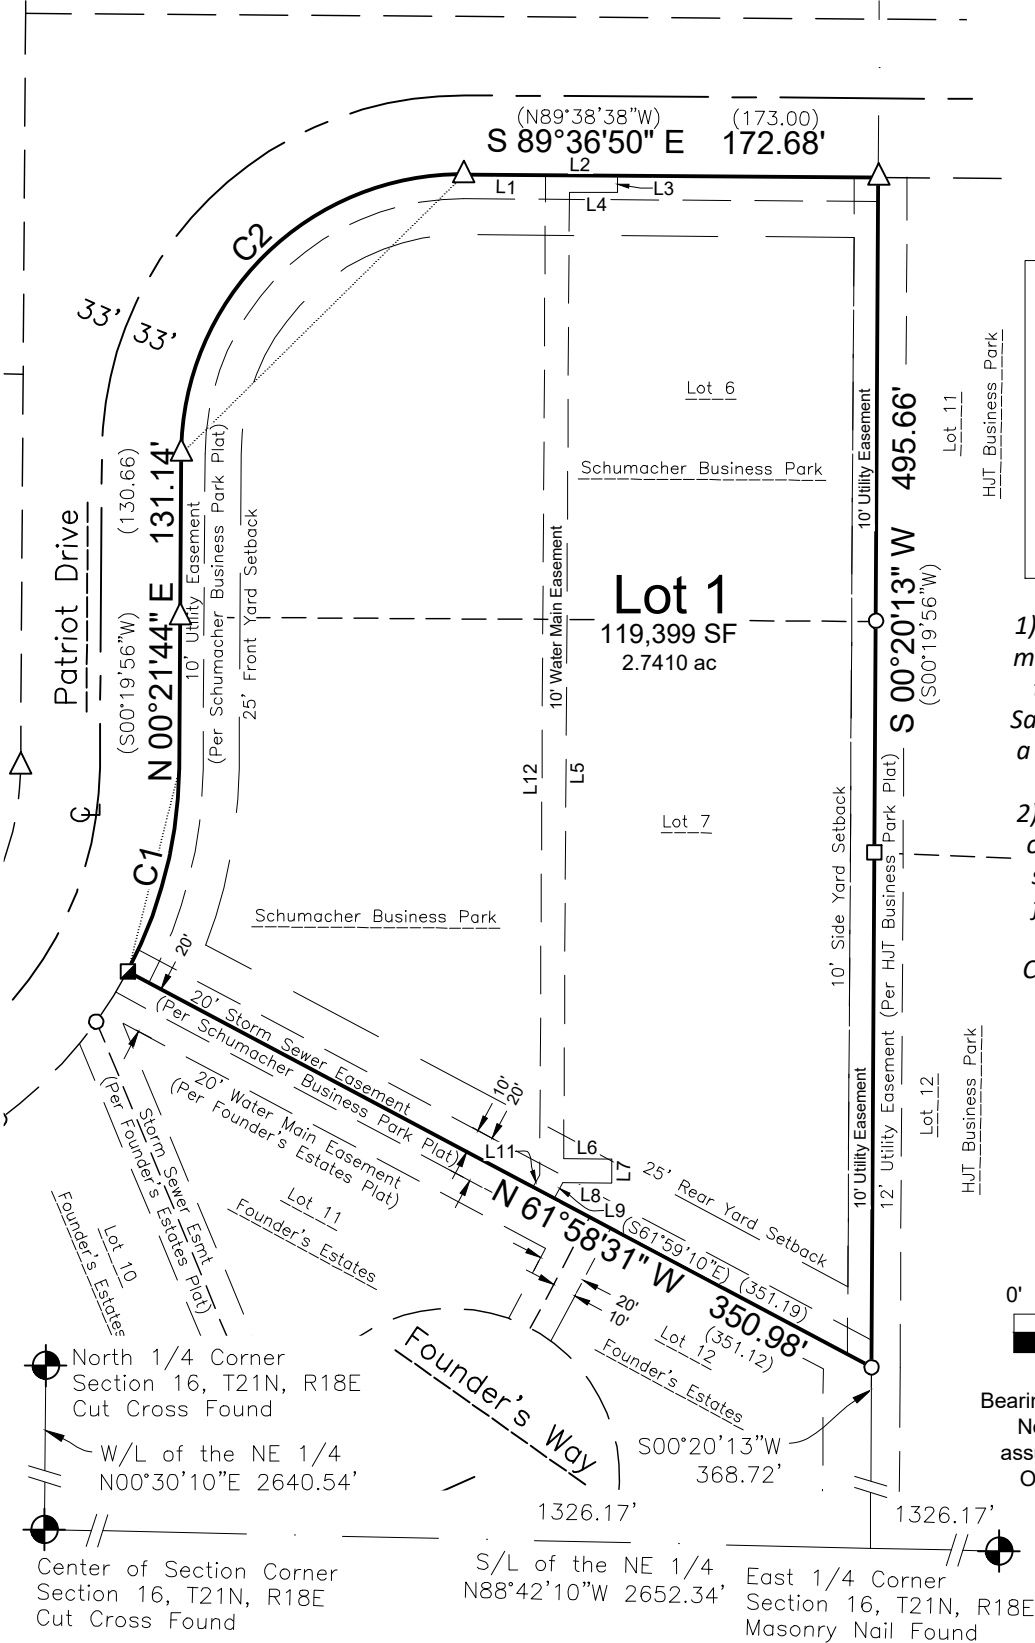 (N89°38'38"W) (173.00)
S 89°36'50" E 172.68'
L2
L1
L3
L4
C2
33' 33'
Lot 6
Schumacher Business Park
10' Utility Easement
495.66'
S 00°20'13" W
(S00°19'56"W)
Lot 11
HJT Business Park
(130.66)
131.14'
N 00°21'44" E
(S00°19'56"W)
Patriot Drive
10' Utility Easement
(Per Schumacher Business Park Plat)
25' Front Yard Setback
10' Water Main Easement
Lot 1
119,399 SF
2.7410 ac
1)
m
Sa
a
2)
L12
L5
Lot 7
10' Side Yard Setback
C1
Schumacher Business Park
20'
20' Storm Sewer Easement
(Per Schumacher Business Park Plat)
20' Water Main Easement
(Per Founder's Estates Plat)
10'
20'
L11
L6
L7
L8
L9
25' Rear Yard Setback
10' Utility Easement
12' Utility Easement (Per HJT Business Park Plat)
Lot 12
HJT Business Park
Storm Sewer Esmt
(Per Founder's Estates Plat)
Lot 10
Founder's Estates
Lot 11
Founder's Estates
N 61°58'31" W 350.98'
(S61°59'10"E) (351.19)
(351.12)
20'
10'
Lot 12
Founder's Estates
Founder's Way
0'
North 1/4 Corner
Section 16, T21N, R18E
Cut Cross Found
W/L of the NE 1/4
N00°30'10"E 2640.54'
S00°20'13"W
368.72'
Bearin
N
ass
O
1326.17'
1326.17'
Center of Section Corner
Section 16, T21N, R18E
Cut Cross Found
S/L of the NE 1/4
N88°42'10"W 2652.34'
East 1/4 Corner
Section 16, T21N, R18E
Masonry Nail Found